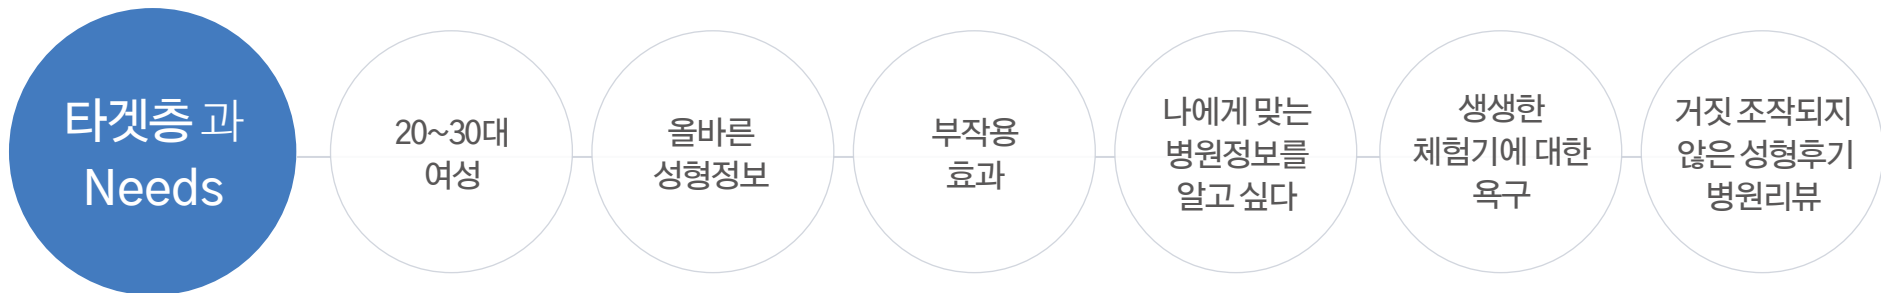 타겟층 과
Needs
20~30대
여성
올바른
성형정보
부작용
효과
나에게 맞는
병원정보를
알고 싶다
생생한
체험기에 대한
욕구
거짓 조작되지
않은 성형후기
병원리뷰